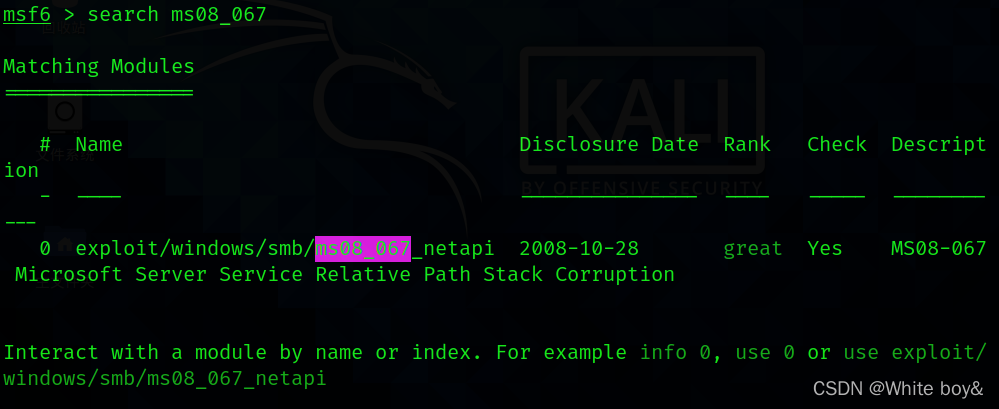 msf6 > search ms08_067
Matching Modules
================
# Name Disclosure Date Rank Check Descript
ion
- ---- --------------- ---- ----- --------
---
0 exploit/windows/smb/ms08_067_netapi 2008-10-28 great Yes MS08-067
Microsoft Server Service Relative Path Stack Corruption
Interact with a module by name or index. For example info 0, use 0 or use exploit/
windows/smb/ms08_067_netapi
KALI
BY OFFENSIVE SECURITY
CSDN @White boy&